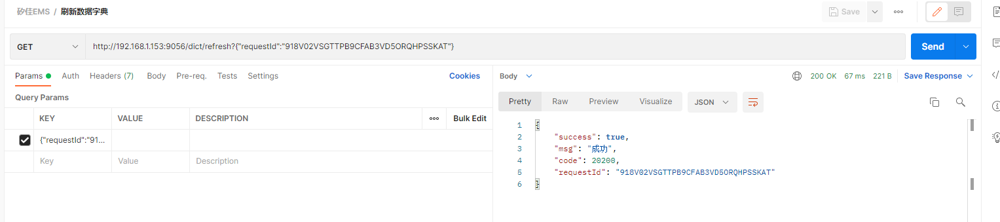 矽佳EMS / 刷新数据字典
Save
GET
http://192.168.1.153:9056/dict/refresh?{"requestId":"918V02VSGTTPB9CFAB3VD5ORQHPSSKAT"}
Send
Params Auth Headers (7) Body Pre-req. Tests Settings Cookies
Query Params
KEY VALUE DESCRIPTION ooo Bulk Edit
{"requestId":"91...
Key Value Description
Body 200 OK 67 ms 221 B Save Response
Pretty Raw Preview Visualize JSON
1 {
2 "success": true,
3 "msg": "成功",
4 "code": 20200,
5 "requestId": "918V02VSGTTPB9CFAB3VD5ORQHPSSKAT"
6 }